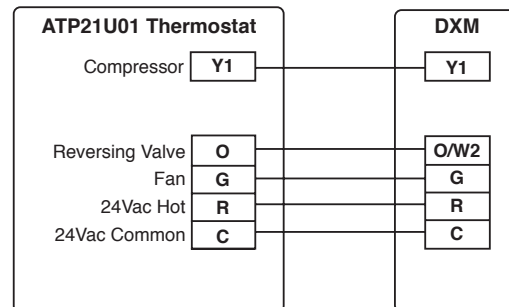 ATP21U01 Thermostat DXM
Compressor Y1 Y1
Reversing Valve O O/W2
Fan G G
24Vac Hot R R
24Vac Common C C